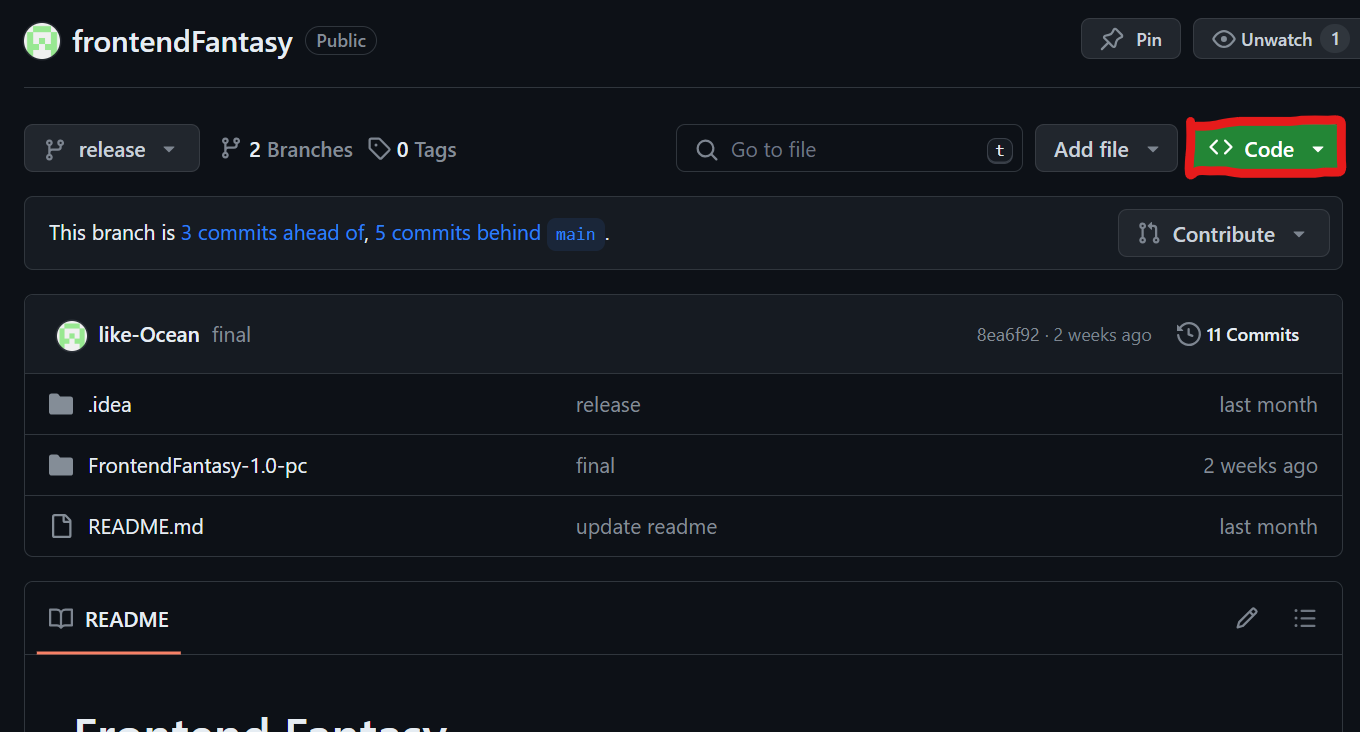 frontendFantasy Public Pin Unwatch 1
release 2 Branches 0 Tags Go to file t Add file Code
This branch is 3 commits ahead of, 5 commits behind main .
Contribute
like-Ocean final 8ea6f92 · 2 weeks ago 11 Commits
.idea release last month
FrontendFantasy-1.0-pc final 2 weeks ago
README.md update readme last month
README
Frontend Fantasy